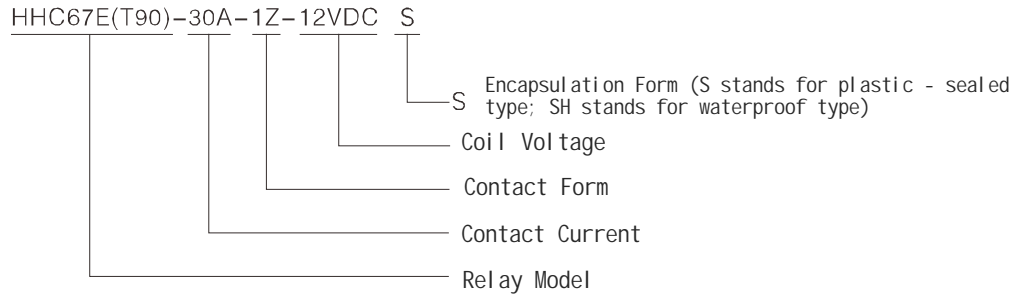 HHC67E(T90)-30A-1Z-12VDC S
S Encapsulation Form (S stands for plastic - sealed
type; SH stands for waterproof type)
Coil Voltage
Contact Form
Contact Current
Relay Model